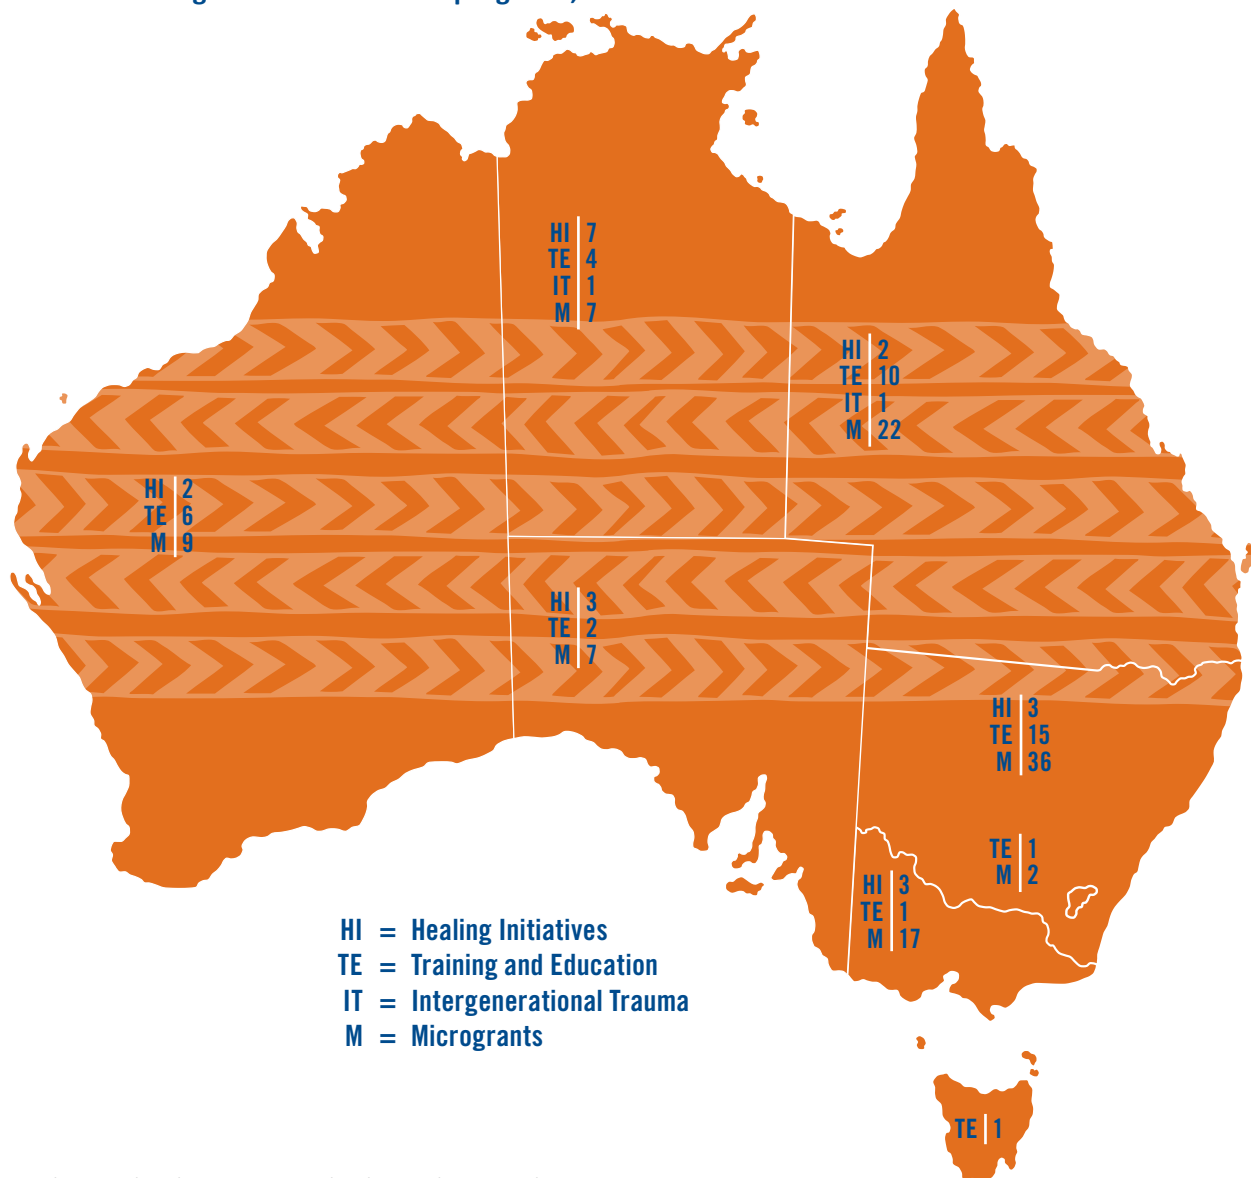 HI 7
TE 4
IT 1
M 7
HI 2
TE 10
IT 1
M 22
HI 2
TE 6
M 9
HI 3
TE 2
M 7
HI 3
TE 15
M 36
TE 1
M 2
HI 3
TE 1
M 17
HI = Healing Initiatives
TE = Training and Education
IT = Intergenerational Trauma
M = Microgrants
TE 1